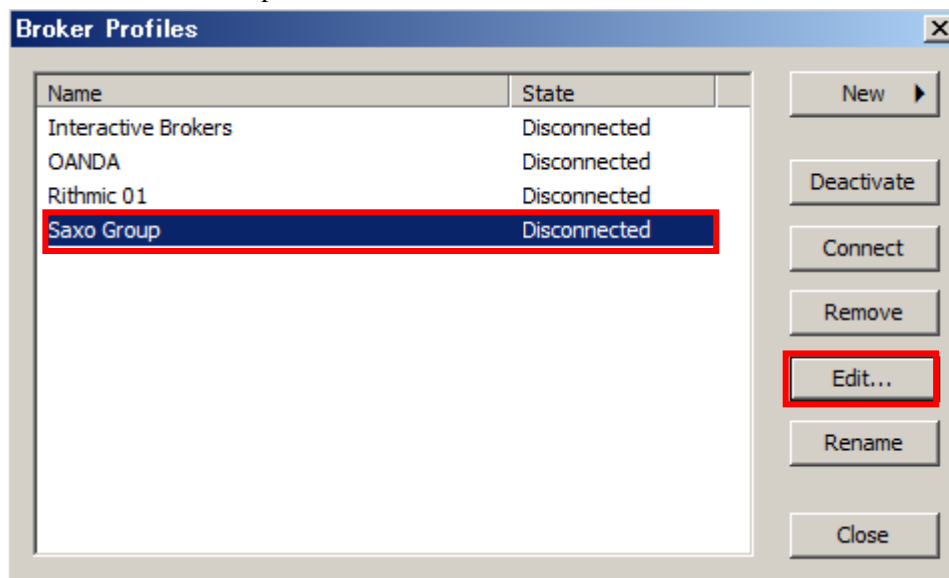 Broker Profiles
Name State
Interactive Brokers Disconnected
OANDA Disconnected
Rithmic 01 Disconnected
Saxo Group Disconnected
New
Deactivate
Connect
Remove
Edit...
Rename
Close